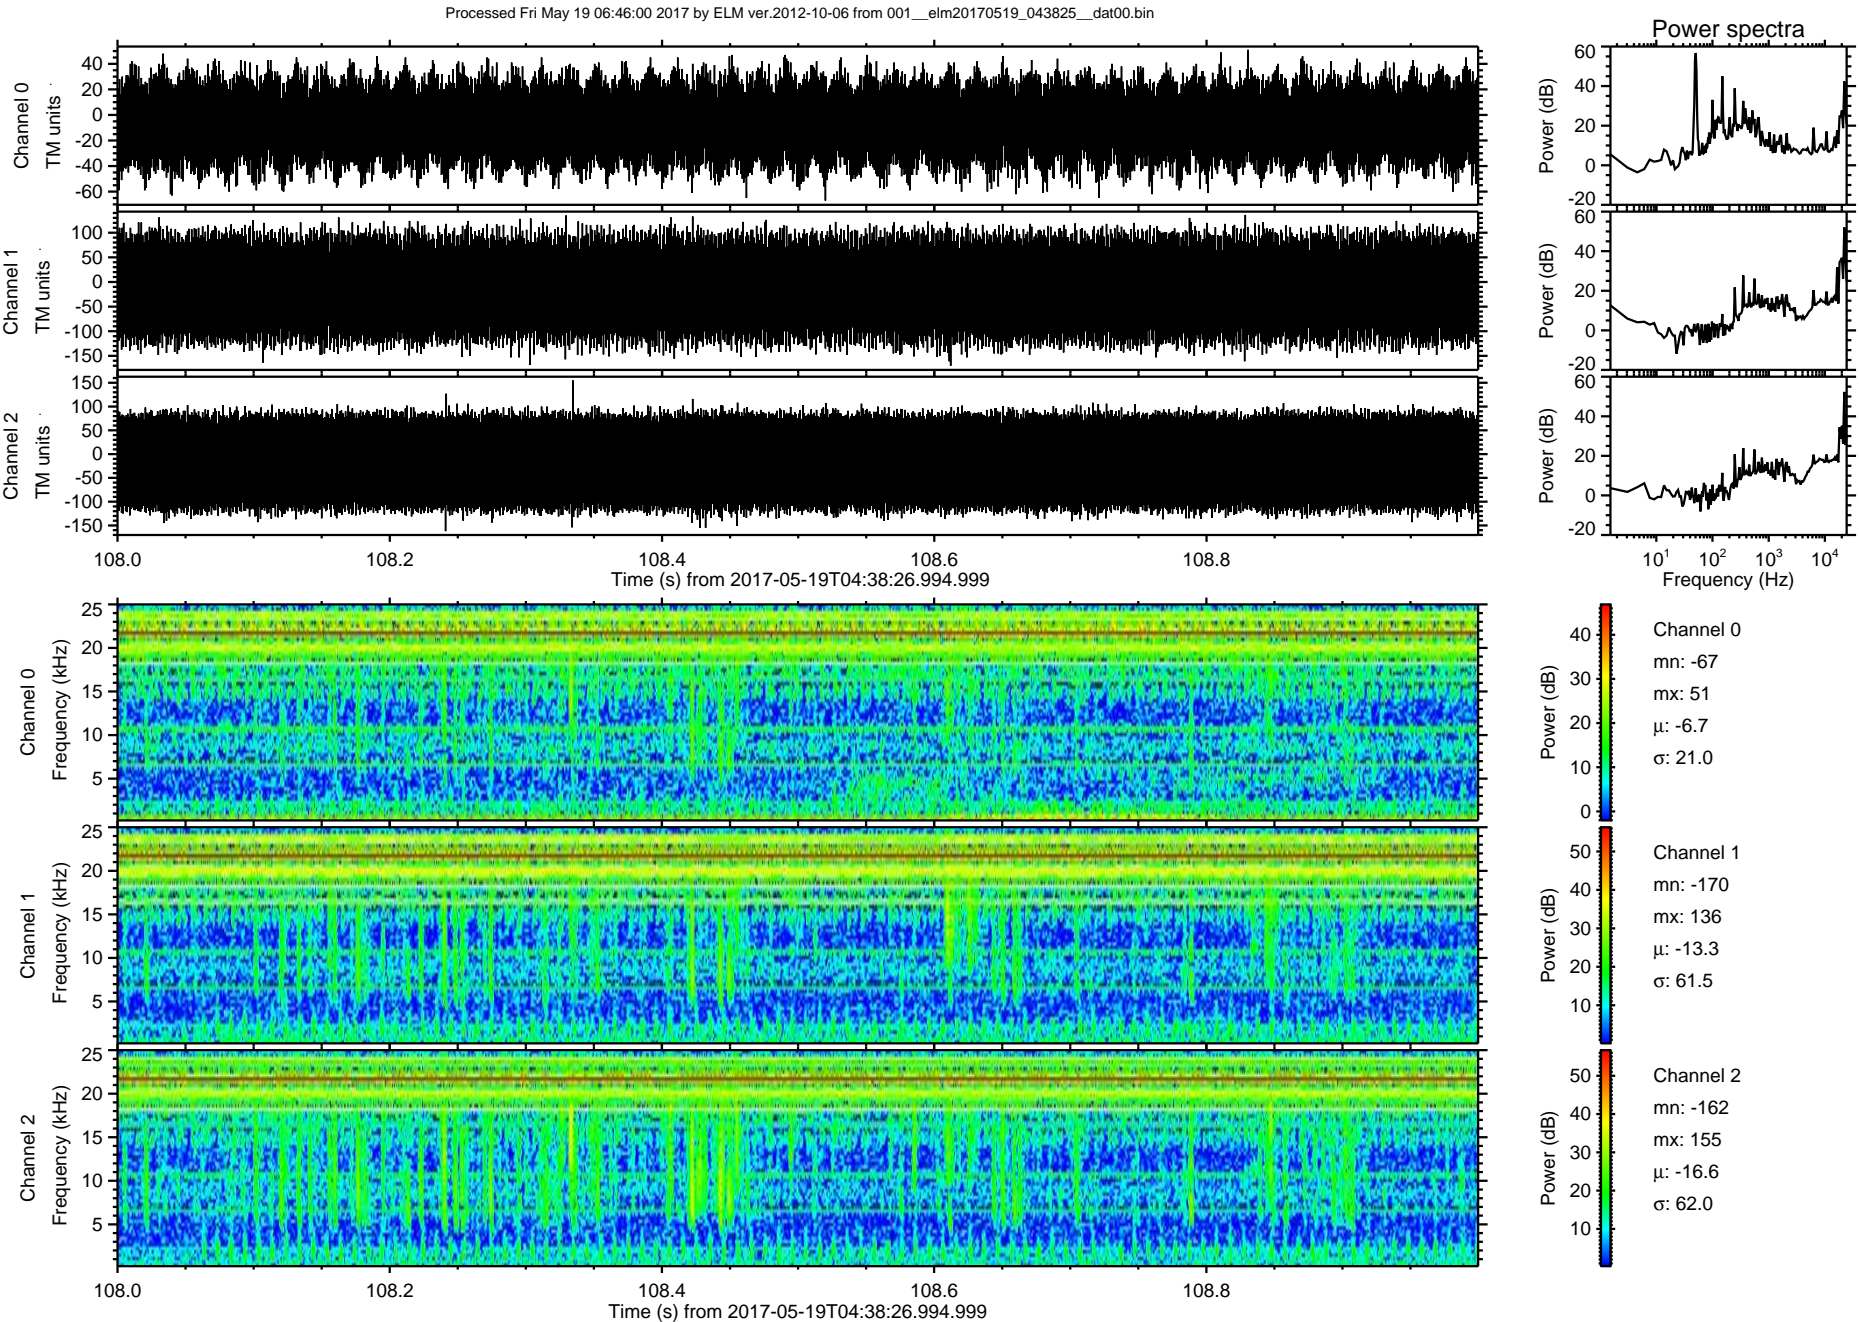 Processed Fri May 19 06:46:00 2017 by ELM ver.2012-10-06 from 001__elm20170519_043825__dat00.bin
Power spectra
Channel 0
TM units
40
20
0
-20
-40
-60
Power (dB)
60
40
20
0
-20
Channel 1
TM units
100
50
0
-50
-100
-150
Power (dB)
60
40
20
0
-20
Channel 2
TM units
150
100
50
0
-50
-100
-150
Power (dB)
60
40
20
0
-20
108.0 108.2 108.4 108.6 108.8
Time (s) from 2017-05-19T04:38:26.994.999
10¹ 10² 10³ 10⁴
Frequency (Hz)
Channel 0
Frequency (kHz)
25
20
15
10
5
Power (dB)
40
30
20
10
0
Channel 0
mn: -67
mx: 51
μ: -6.7
σ: 21.0
Channel 1
Frequency (kHz)
25
20
15
10
5
Power (dB)
50
40
30
20
10
Channel 1
mn: -170
mx: 136
μ: -13.3
σ: 61.5
Channel 2
Frequency (kHz)
25
20
15
10
5
Power (dB)
50
40
30
20
10
Channel 2
mn: -162
mx: 155
μ: -16.6
σ: 62.0
108.0 108.2 108.4 108.6 108.8
Time (s) from 2017-05-19T04:38:26.994.999